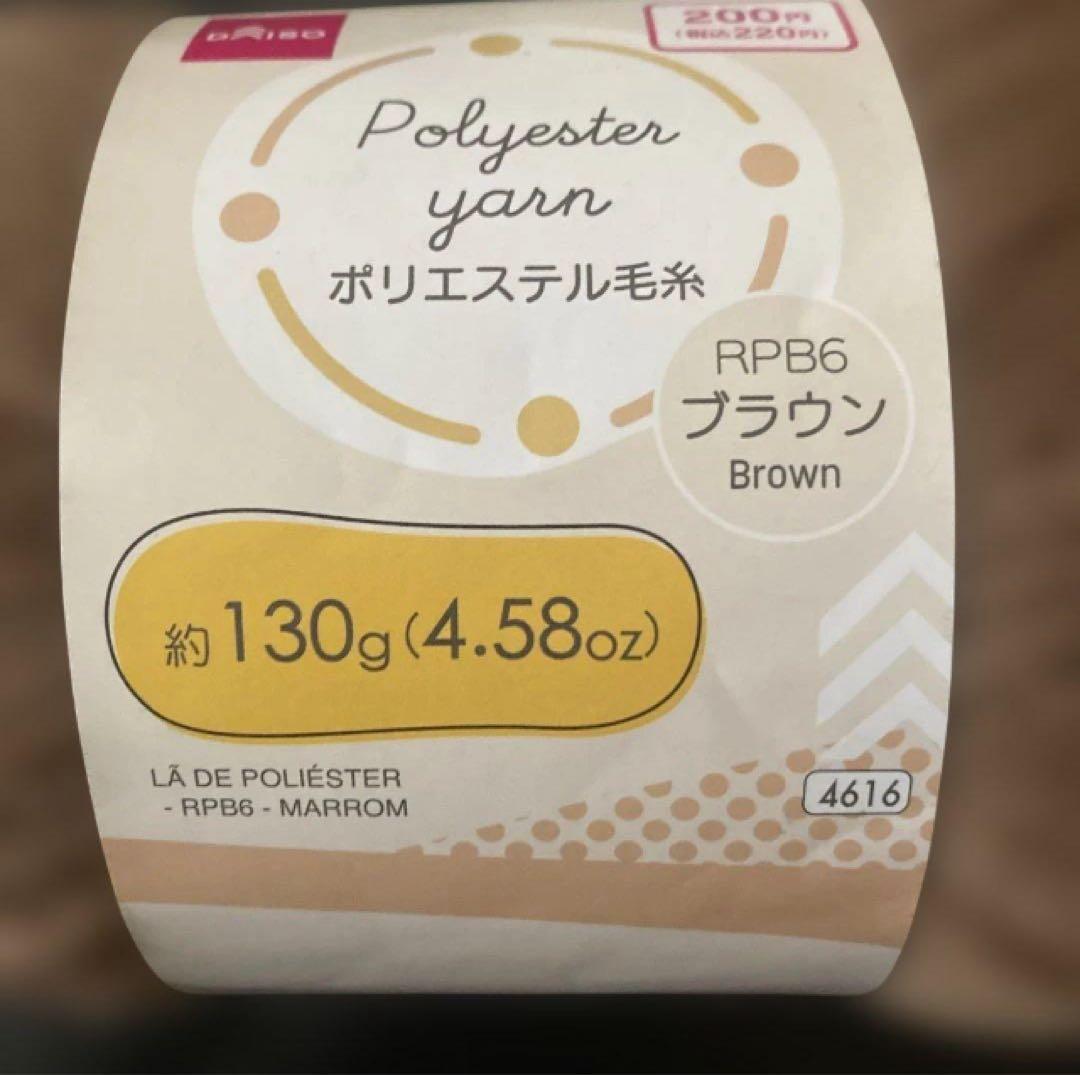 DAISO
200円
(税込220円)
Polyester
yarn
ポリエステル毛糸
RPB6
ブラウン
Brown
約130g(4.58oz)
LÃ DE POLIÉSTER
- RPB6 - MARROM
4616